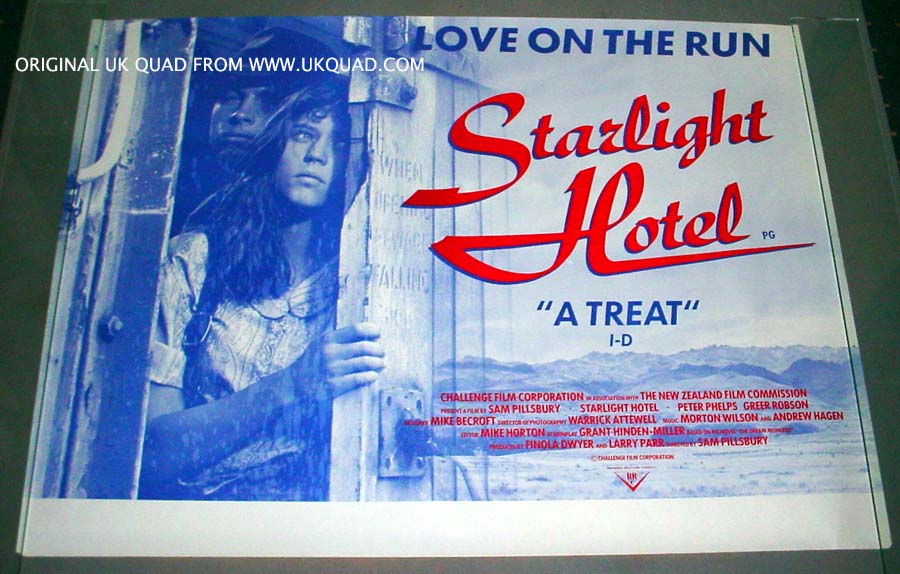 LOVE ON THE RUN
ORIGINAL UK QUAD FROM WWW.UKQUAD.COM
Starlight
Hotel
PG
WHEN
BEWARE
FALLING
"A TREAT"
I-D
CHALLENGE FILM CORPORATION IN ASSOCIATION WITH THE NEW ZEALAND FILM COMMISSION
PRESENT A FILM BY SAM PILLSBURY · STARLIGHT HOTEL · PETER PHELPS GREER ROBSON
DESIGNER MIKE BECROFT DIRECTOR OF PHOTOGRAPHY WARRICK ATTEWELL MUSIC MORTON WILSON AND ANDREW HAGEN
EDITOR MIKE HORTON SCREENPLAY GRANT HINDEN-MILLER BASED ON HIS NOVEL "THE DREAM MONGER"
PRODUCED BY FINOLA DWYER AND LARRY PARR DIRECTED BY SAM PILLSBURY
© CHALLENGE FILM CORPORATION